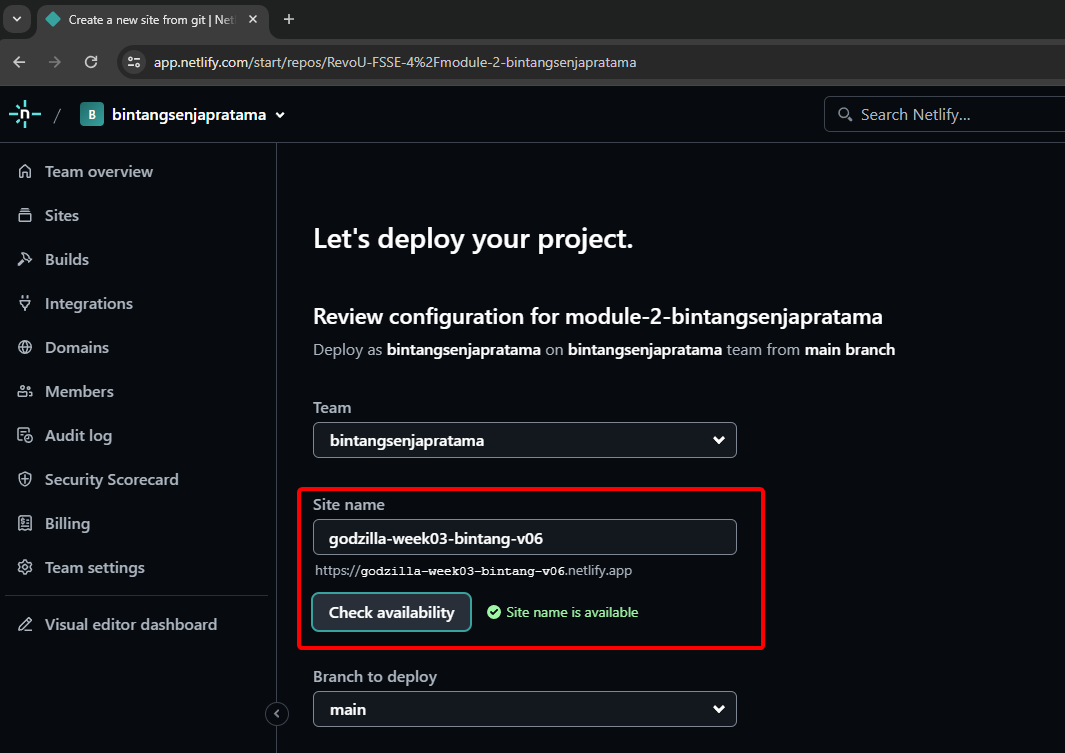 Create a new site from git | Net
app.netlify.com/start/repos/RevoU-FSSE-4%2Fmodule-2-bintangsenjapratama
n / B bintangsenjapratama
Search Netlify...
Team overview
Sites
Builds
Integrations
Domains
Members
Audit log
Security Scorecard
Billing
Team settings
Visual editor dashboard
Let's deploy your project.
Review configuration for module-2-bintangsenjapratama
Deploy as bintangsenjapratama on bintangsenjapratama team from main branch
Team
bintangsenjapratama
Site name
godzilla-week03-bintang-v06
https://godzilla-week03-bintang-v06.netlify.app
Check availability
Site name is available
Branch to deploy
main